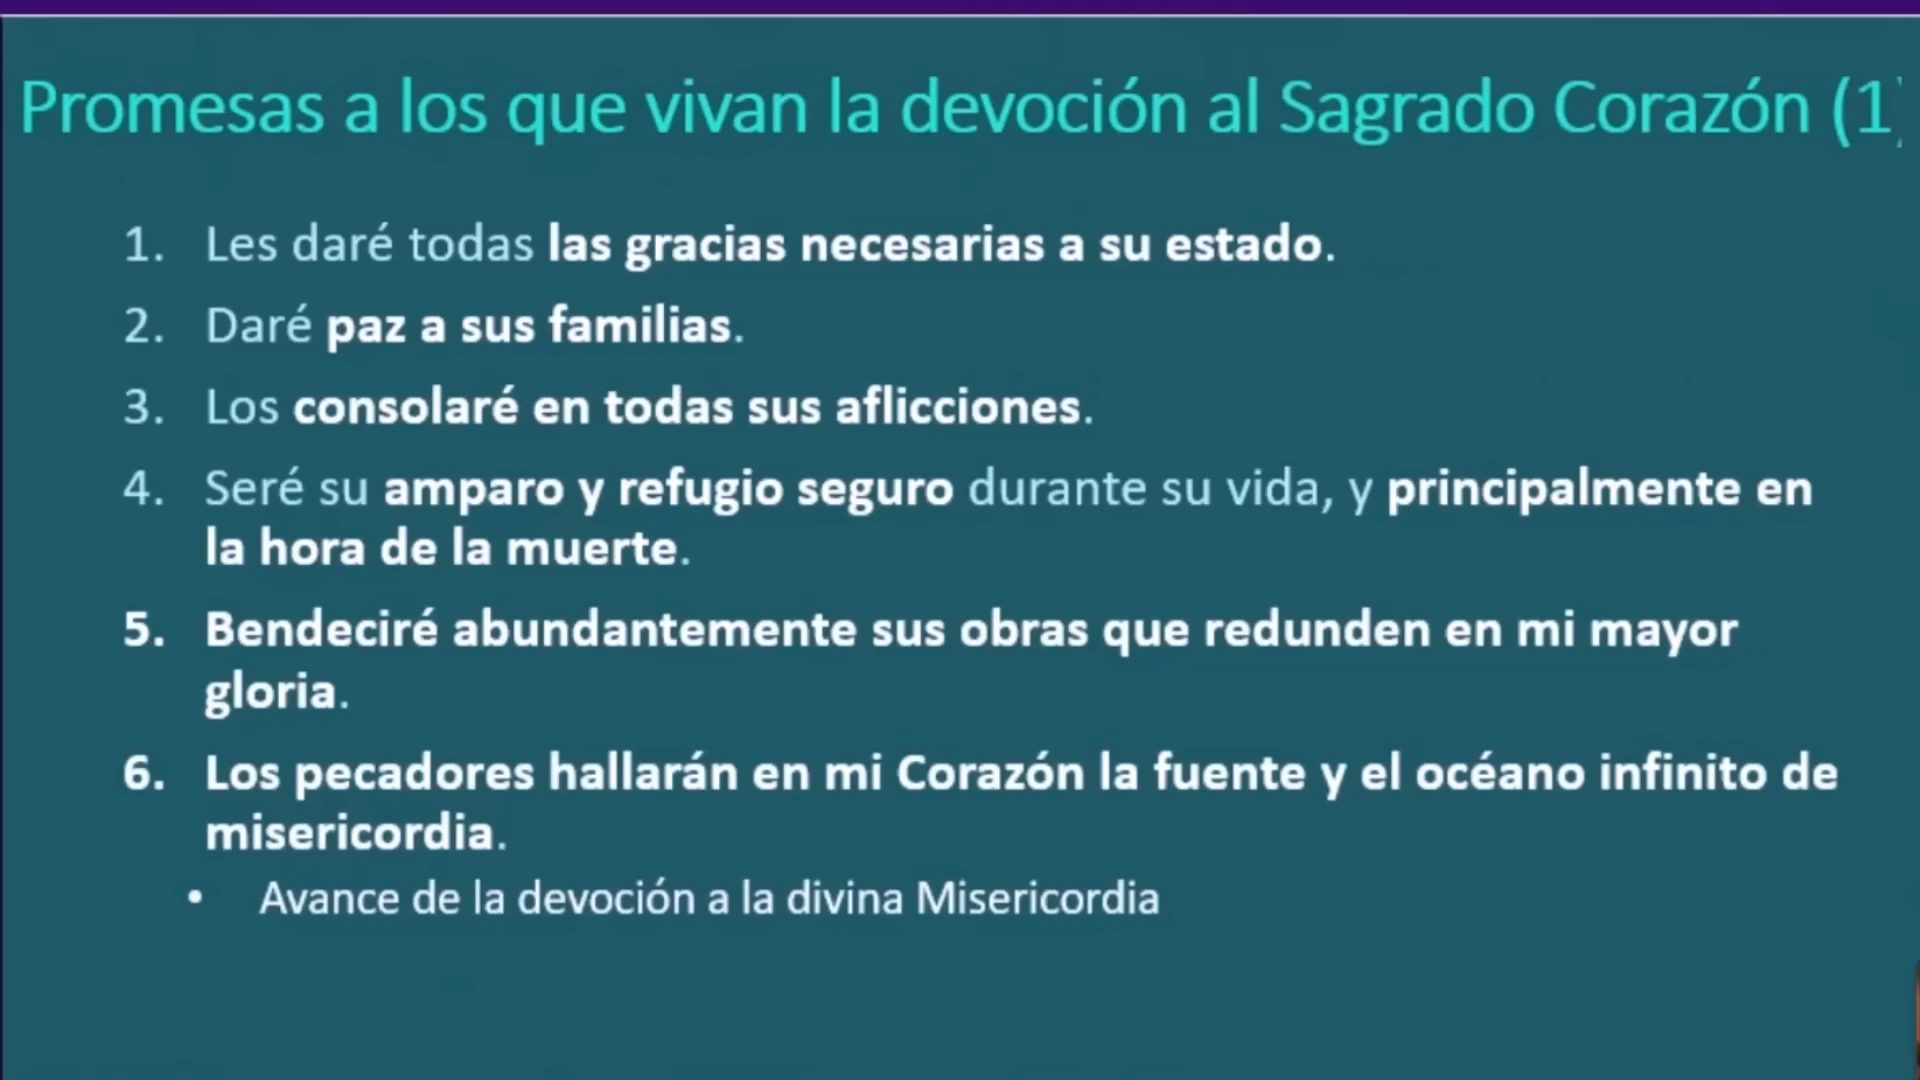 Promesas a los que vivan la devoción al Sagrado Corazón (1)
1. Les daré todas las gracias necesarias a su estado.
2. Daré paz a sus familias.
3. Los consolaré en todas sus aflicciones.
4. Seré su amparo y refugio seguro durante su vida, y principalmente en
la hora de la muerte.
5. Bendeciré abundantemente sus obras que redunden en mi mayor
gloria.
6. Los pecadores hallarán en mi Corazón la fuente y el océano infinito de
misericordia.
• Avance de la devoción a la divina Misericordia